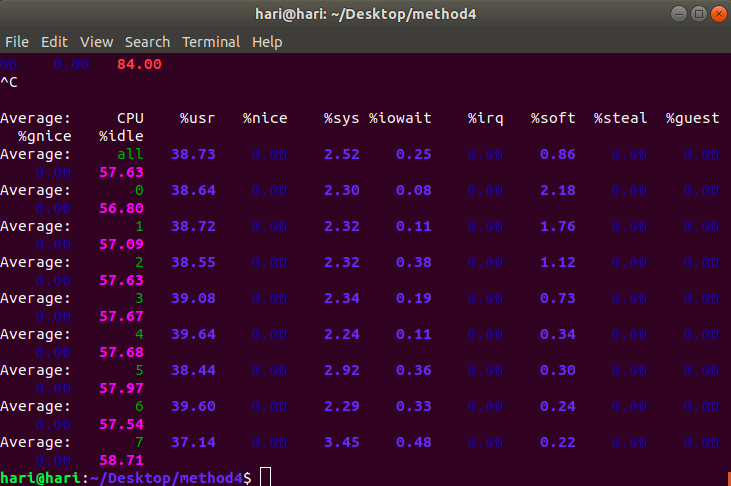 hari@hari: ~/Desktop/method4
File Edit View Search Terminal Help
00 0.00 84.00
^C
Average: CPU %usr %nice %sys %iowait %irq %soft %steal %guest
%gnice %idle
Average: all 38.73 0.00 2.52 0.25 0.00 0.86 0.00 0.00
0.00 57.63
Average: 0 38.64 0.00 2.30 0.08 0.00 2.18 0.00 0.00
0.00 56.80
Average: 1 38.72 0.00 2.32 0.11 0.00 1.76 0.00 0.00
0.00 57.09
Average: 2 38.55 0.00 2.32 0.38 0.00 1.12 0.00 0.00
0.00 57.63
Average: 3 39.08 0.00 2.34 0.19 0.00 0.73 0.00 0.00
0.00 57.67
Average: 4 39.64 0.00 2.24 0.11 0.00 0.34 0.00 0.00
0.00 57.68
Average: 5 38.44 0.00 2.92 0.36 0.00 0.30 0.00 0.00
0.00 57.97
Average: 6 39.60 0.00 2.29 0.33 0.00 0.24 0.00 0.00
0.00 57.54
Average: 7 37.14 0.00 3.45 0.48 0.00 0.22 0.00 0.00
0.00 58.71
hari@hari:~/Desktop/method4$